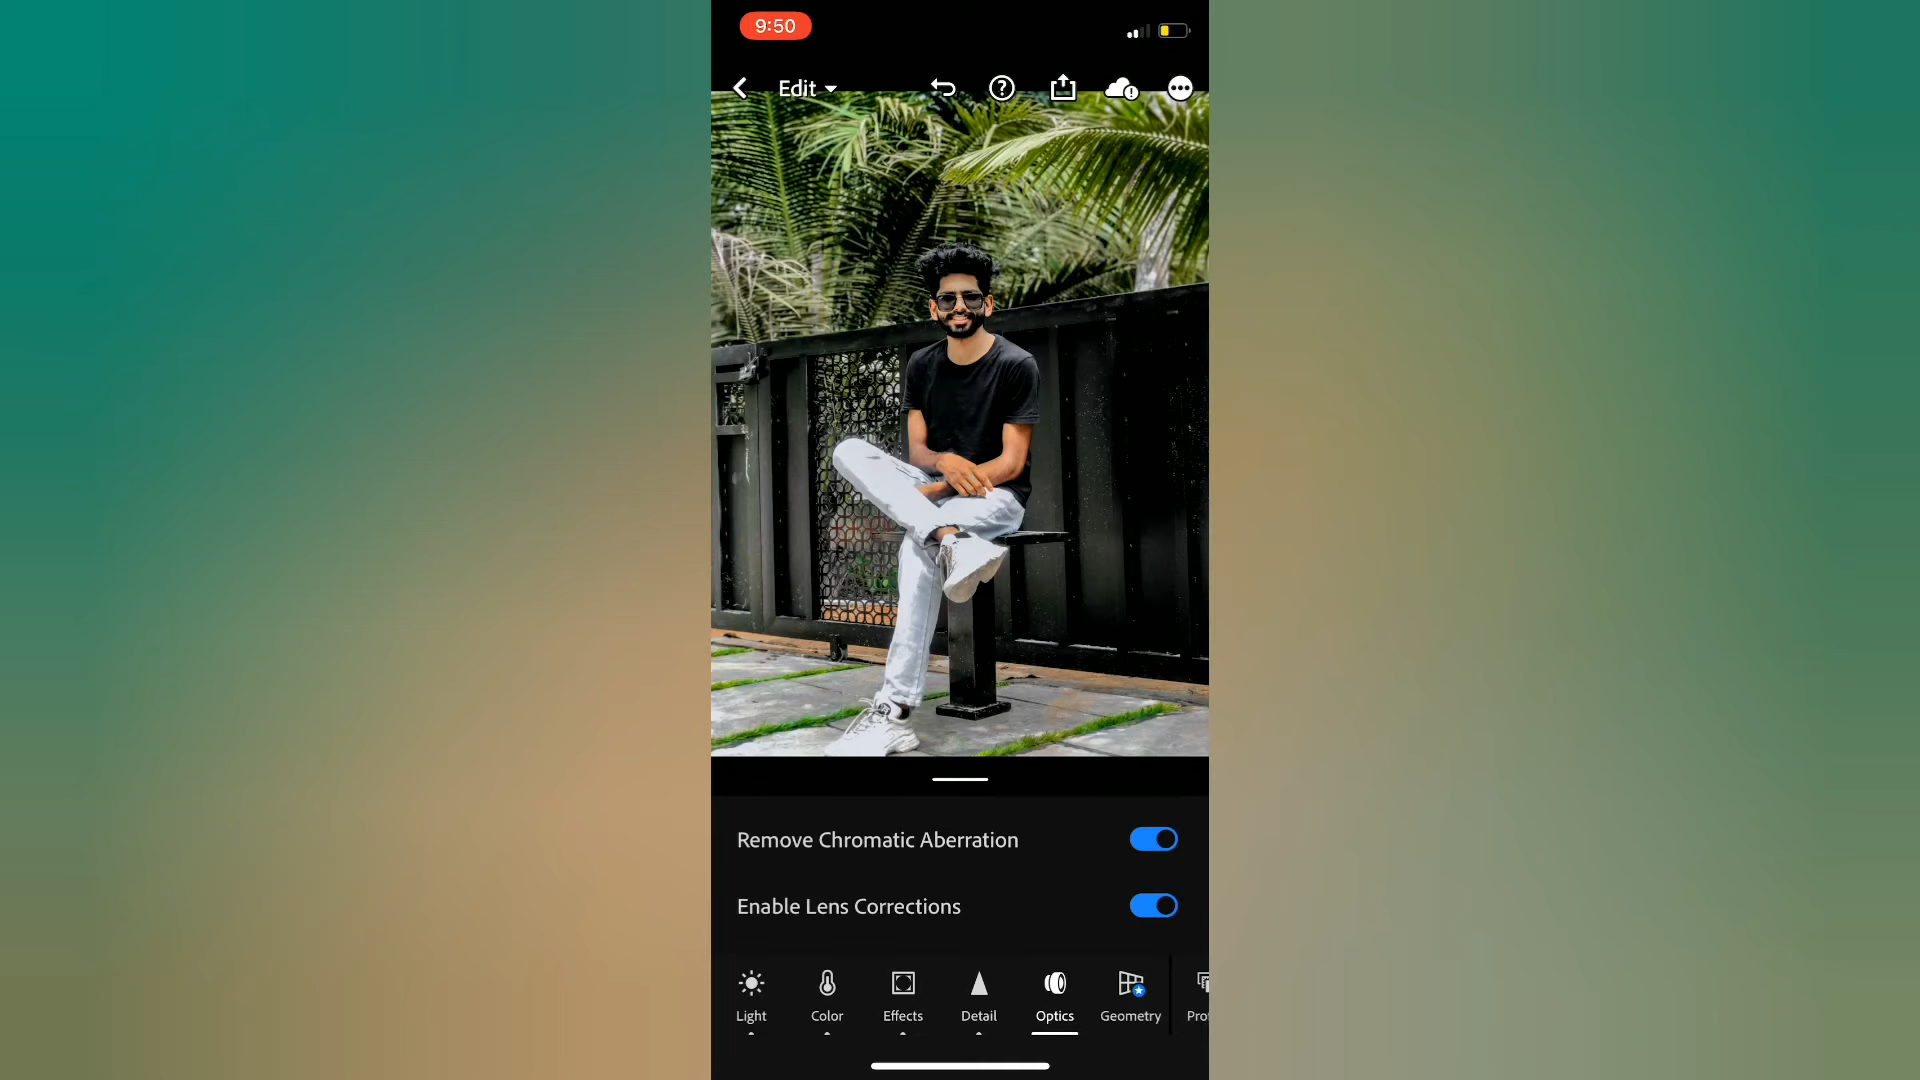 9:50
Edit
Remove Chromatic Aberration
Enable Lens Corrections
Light Color Effects Detail Optics Geometry